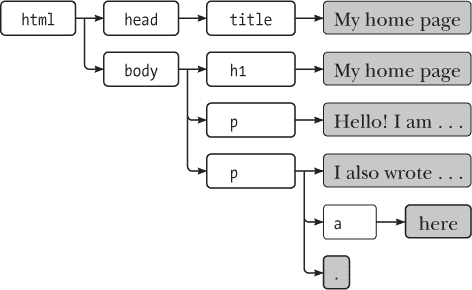 html head title My home page
body h1 My home page
p Hello! I am . . .
p I also wrote . . .
a here
.